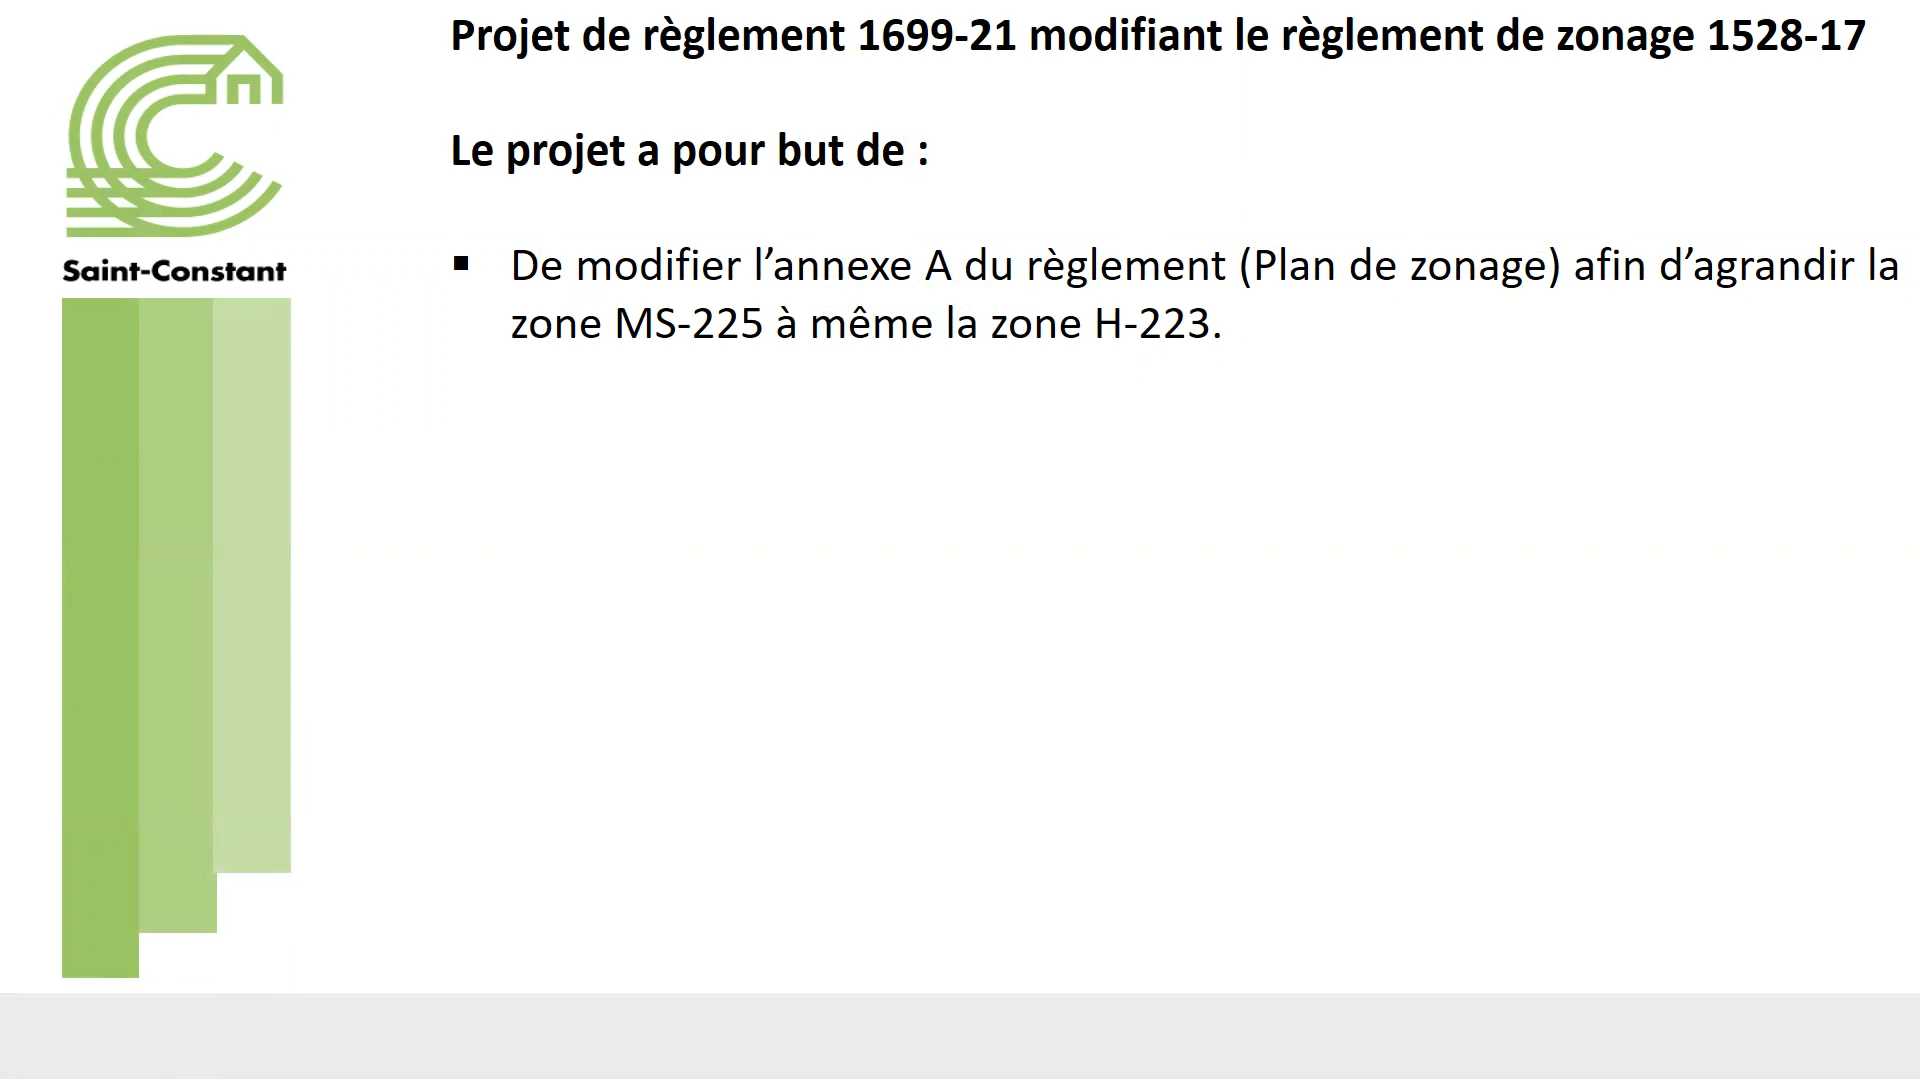 Projet de règlement 1699-21 modifiant le règlement de zonage 1528-17
Le projet a pour but de :
▪ De modifier l’annexe A du règlement (Plan de zonage) afin d’agrandir la
zone MS-225 à même la zone H-223.
Saint-Constant